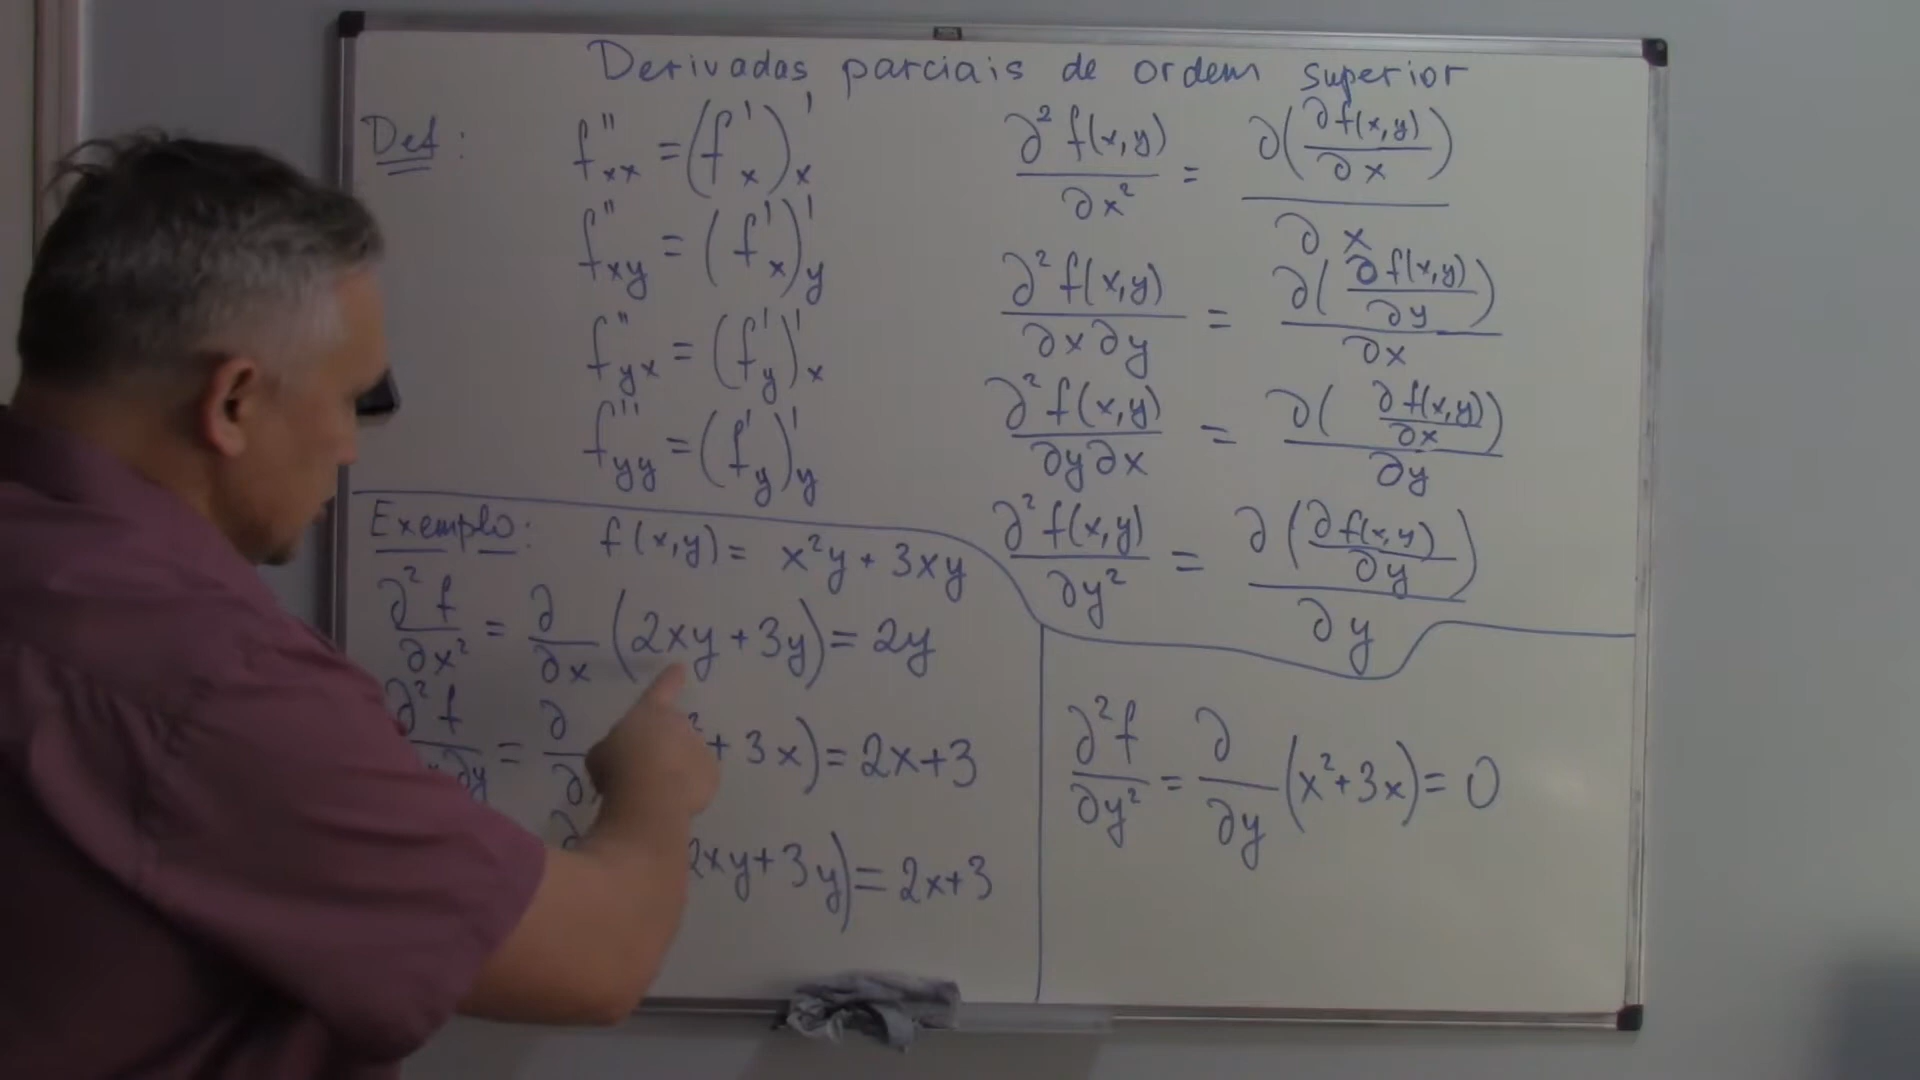 Derivadas parciais de ordem superior
Def: f''xx = (f'x)'x
f''xy = (f'x)'y
f''yx = (f'y)'x
f''yy = (f'y)'y
∂²f(x,y)/∂x² = ∂(∂f(x,y)/∂x)/∂x
∂²f(x,y)/∂x∂y = ∂(∂f(x,y)/∂y)/∂x
∂²f(x,y)/∂y∂x = ∂(∂f(x,y)/∂x)/∂y
∂²f(x,y)/∂y² = ∂(∂f(x,y)/∂y)/∂y
Exemplo: f(x,y) = x²y + 3xy
∂²f/∂x² = ∂/∂x (2xy + 3y) = 2y
∂²f/ ∂y = ∂/∂ ² + 3x) = 2x+3
∂ 2xy + 3y) = 2x+3
∂²f/∂y² = ∂/∂y (x² + 3x) = 0